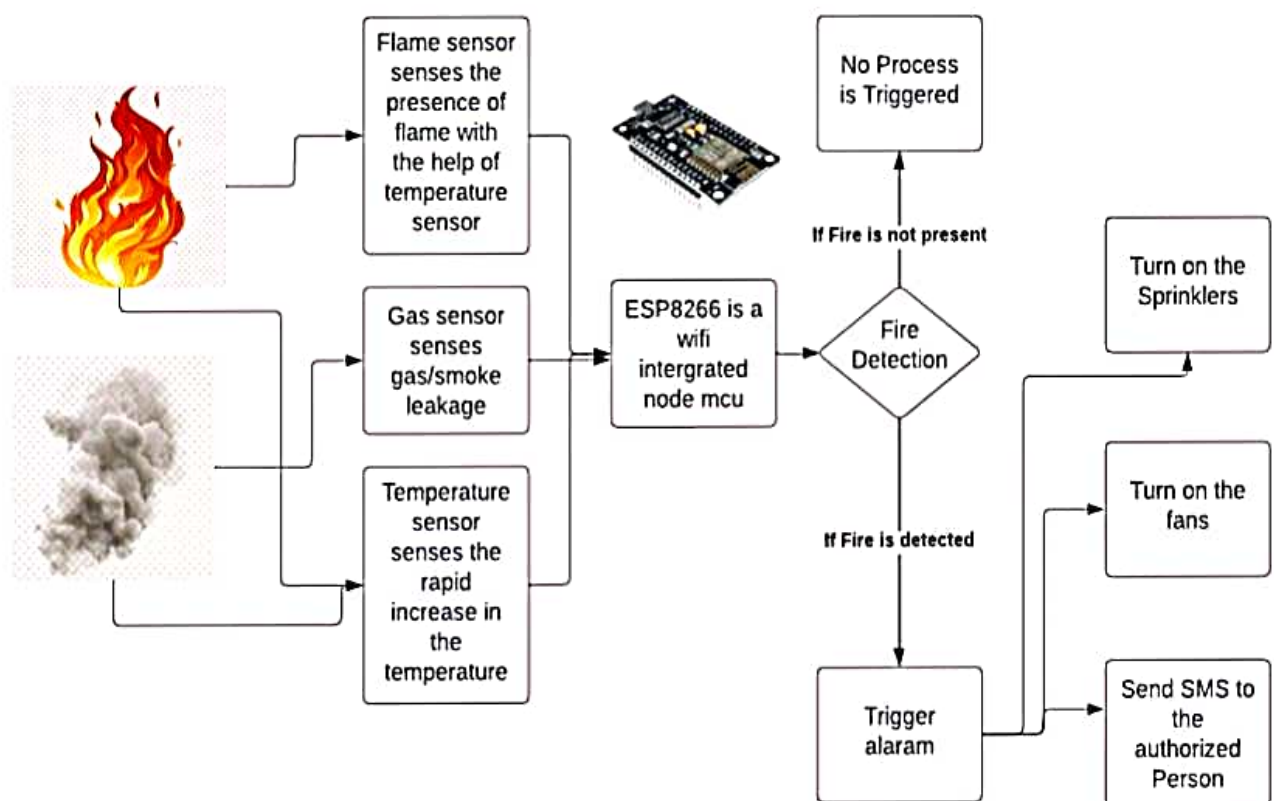 Flame sensor
senses the
presence of
flame with
the help of
temperature
sensor
Gas sensor
senses
gas/smoke
leakage
Temperature
sensor
senses the
rapid
increase in
the
temperature
ESP8266 is a
wifi
intergrated
node mcu
No Process
is Triggered
If Fire is not present
Fire
Detection
If Fire is detected
Trigger
alaram
Turn on the
Sprinklers
Turn on the
fans
Send SMS to
the
authorized
Person